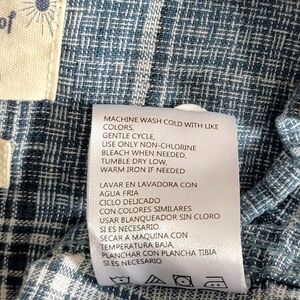 of
MACHINE WASH COLD WITH LIKE
COLORS,
GENTLE CYCLE,
USE ONLY NON-CHLORINE
BLEACH WHEN NEEDED,
TUMBLE DRY LOW,
WARM IRON IF NEEDED
LAVAR EN LAVADORA CON
AGUA FRIA
CICLO DELICADO
CON COLORES SIMILARES
USAR BLANQUEADOR SIN CLORO
SI ES NECESARIO
SECAR A MAQUINA CON
TEMPERATURA BAJA,
PLANCHAR CON PLANCHA TIBIA
SI ES NECESARIO